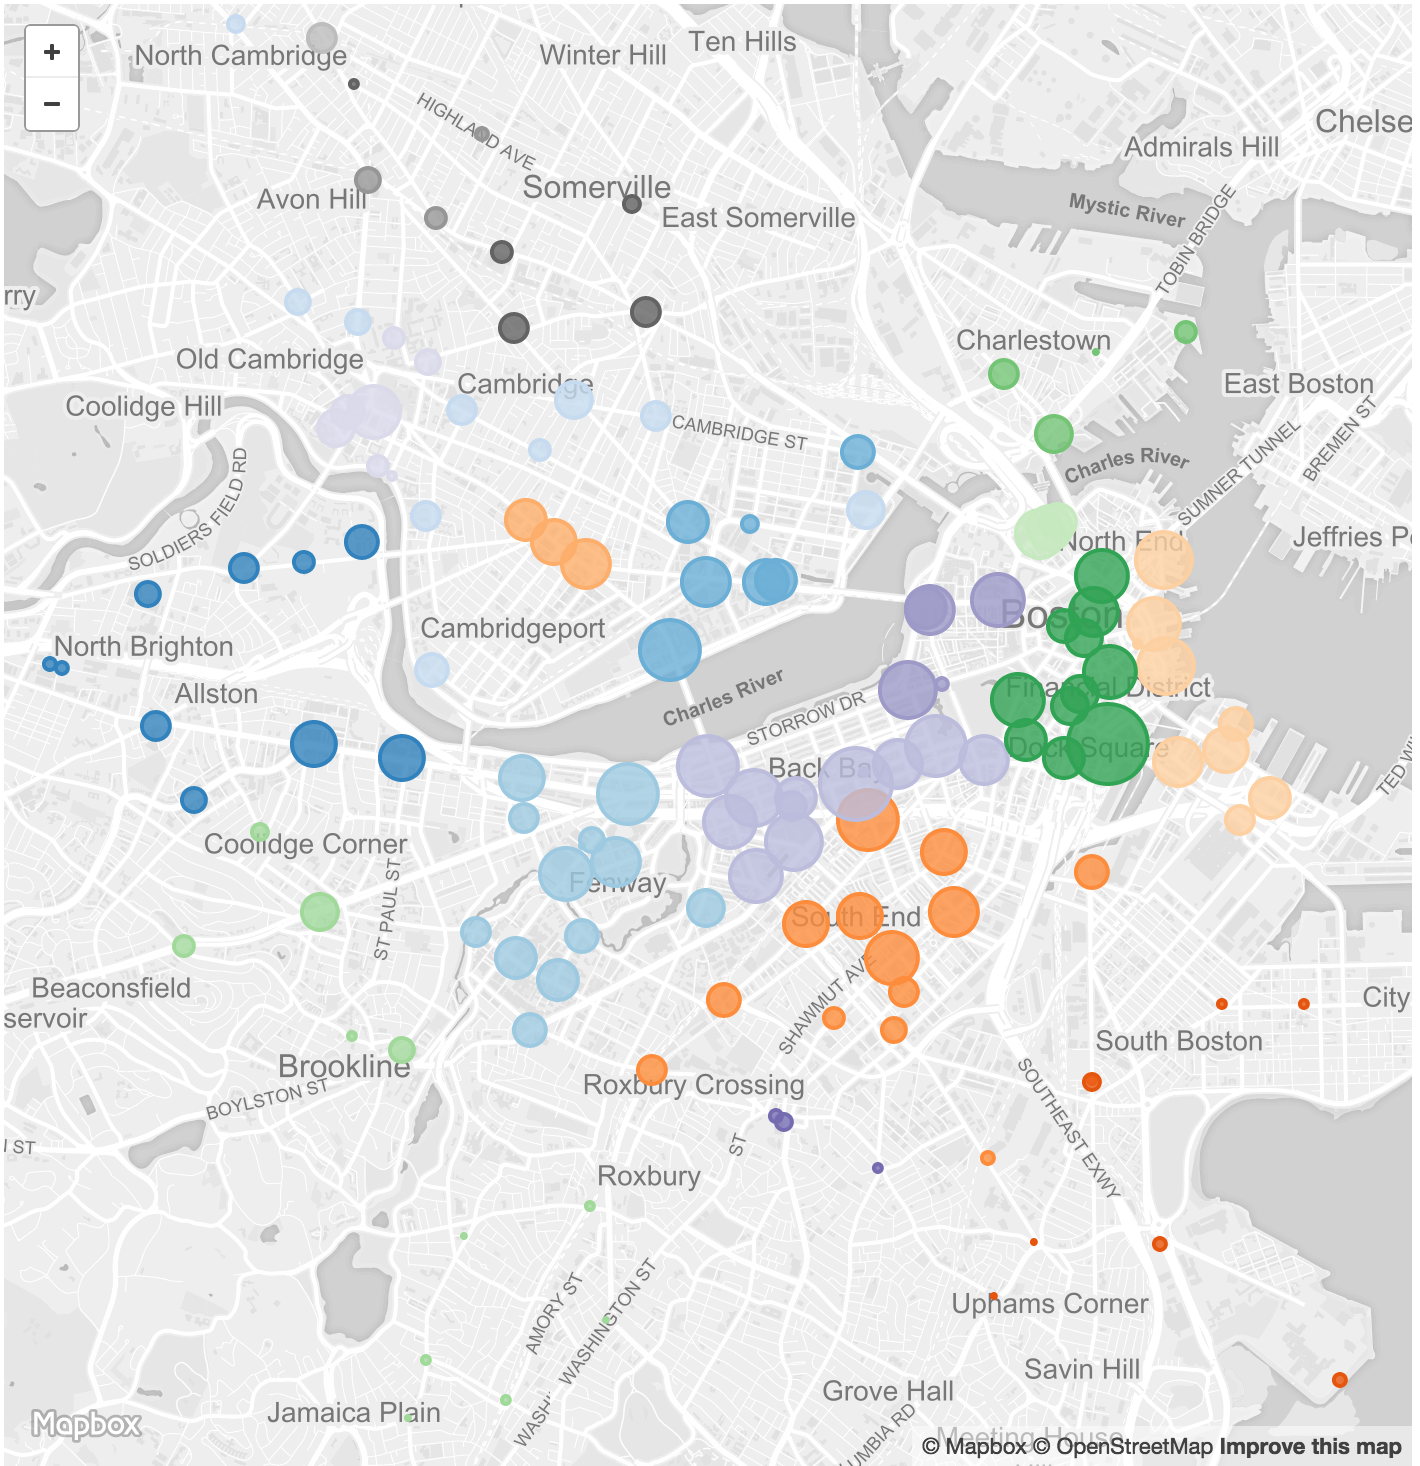 +
−
North Cambridge
Winter Hill
Ten Hills
HIGHLAND AVE
Chelse
Admirals Hill
Avon Hill
Somerville
East Somerville
Mystic River
TOBIN BRIDGE
rry
Old Cambridge
Cambridge
Charlestown
East Boston
Coolidge Hill
CAMBRIDGE ST
Charles River
SUMNER TUNNEL
BREMEN ST
SOLDIERS FIELD RD
North End
Jeffries P
Boston
Cambridgeport
North Brighton
Allston
Charles River
STORROW DR
Financial District
Back Bay
Dock Square
TED WI
Coolidge Corner
ST PAUL ST
Fenway
South End
SHAWMUT AVE
Beaconsfield
servoir
City
South Boston
Brookline
BOYLSTON ST
Roxbury Crossing
SOUTHEAST EXWY
ST
ST
Roxbury
AMORY ST
WASHINGTON ST
Uphams Corner
Savin Hill
Grove Hall
Jamaica Plain
WASH
UMBIA RD
Meeting House
Mapbox
© Mapbox © OpenStreetMap Improve this map